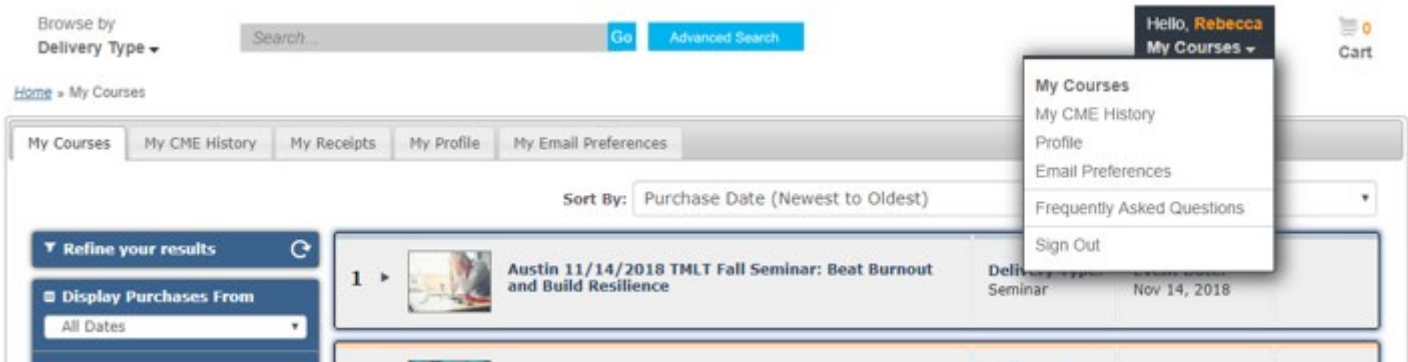 Browse by
Delivery Type
Search...
Go
Advanced Search
Hello, Rebecca
My Courses
0
Cart
Home » My Courses
My Courses
My CME History
Profile
Email Preferences
Frequently Asked Questions
Sign Out
My Courses
My CME History
My Receipts
My Profile
My Email Preferences
Sort By:
Purchase Date (Newest to Oldest)
Refine your results
Display Purchases From
All Dates
1
Austin 11/14/2018 TMLT Fall Seminar: Beat Burnout
and Build Resilience
Delivery Type:
Seminar
Nov 14, 2018